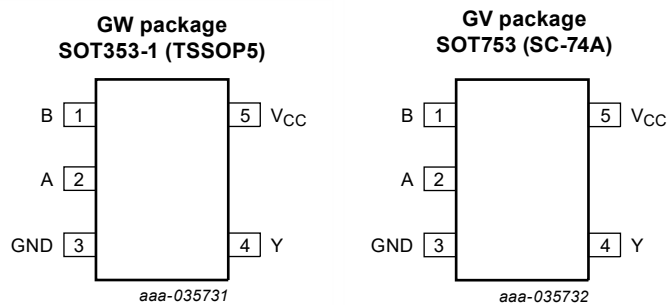 GW package
SOT353-1 (TSSOP5)
B 1
5 VCC
A 2
GND 3
4 Y
aaa-035731
GV package
SOT753 (SC-74A)
B 1
5 VCC
A 2
GND 3
4 Y
aaa-035732